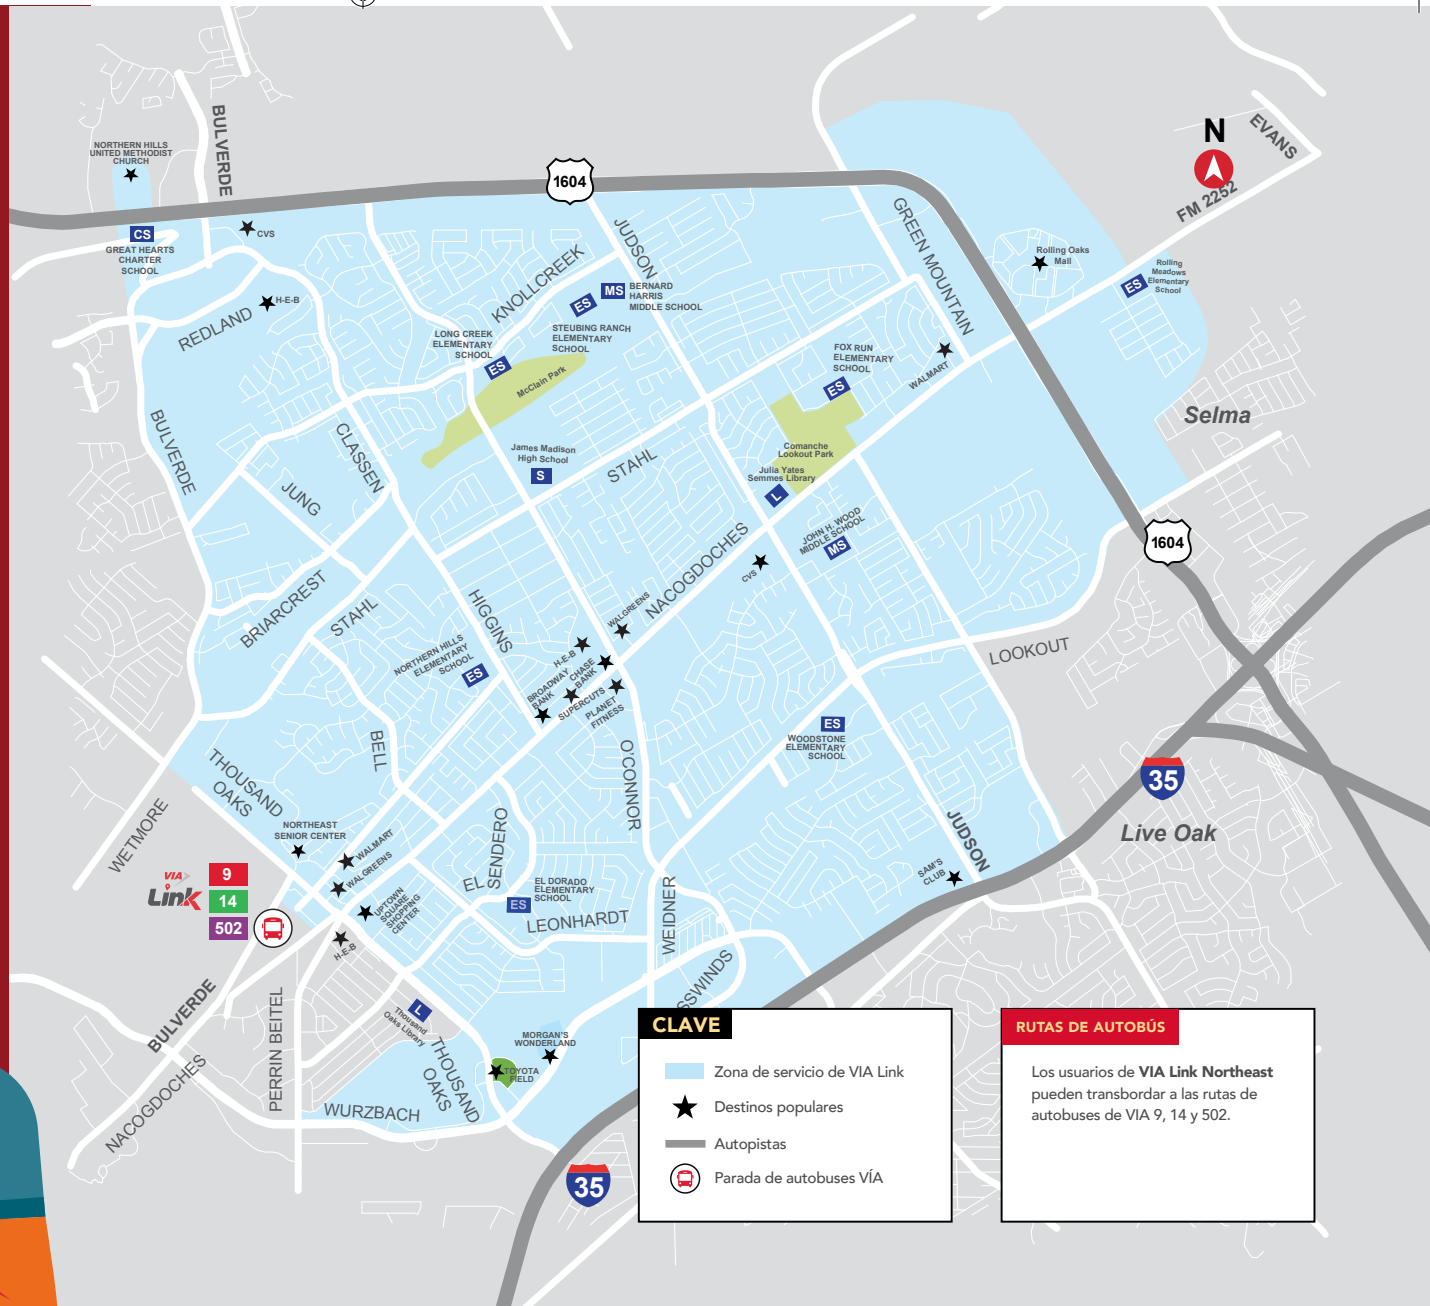 BULVERDE
NORTHERN HILLS
UNITED METHODIST
CHURCH
1604
N
EVANS
FM 2252
CS
GREAT HEARTS
CHARTER
SCHOOL
CVS
H-E-B
REDLAND
KNOLLCREEK
JUDSON
GREEN MOUNTAIN
Rolling Oaks
Mall
ES
Rolling
Meadows
Elementary
School
MS
BERNARD
HARRIS
MIDDLE SCHOOL
ES
STEUBING RANCH
ELEMENTARY
SCHOOL
LONG CREEK
ELEMENTARY
SCHOOL
ES
McClain Park
FOX RUN
ELEMENTARY
SCHOOL
ES
WALMART
Selma
BULVERDE
CLASSEN
JUNG
James Madison
High School
S
STAHL
Comanche
Lookout Park
Julia Yates
Semmes Library
L
JOHN H. WOOD
MIDDLE SCHOOL
MS
1604
NACOGDOCHES
CVS
BRIARCREST
STAHL
HIGGINS
WALGREENS
NORTHERN HILLS
ELEMENTARY
SCHOOL
ES
H-E-B
CHASE
BANK
BROADWAY
BANK
SUPERCUTS
PLANET
FITNESS
LOOKOUT
ES
WOODSTONE
ELEMENTARY
SCHOOL
BELL
O'CONNOR
THOUSAND
OAKS
35
Live Oak
WETMORE
NORTHEAST
SENIOR CENTER
WALMART
WALGREENS
EL SENDERO
JUDSON
SAM'S
CLUB
VIA
Link
9
14
502
UPTOWN
SQUARE
SHOPPING
CENTER
H-E-B
ES
EL DORADO
ELEMENTARY
SCHOOL
LEONHARDT
WEIDNER
SSWINDS
BULVERDE
NACOGDOCHES
PERRIN BEITEL
L
Thousand
Oaks Library
THOUSAND
OAKS
MORGAN'S
WONDERLAND
TOYOTA
FIELD
WURZBACH
35
CLAVE
Zona de servicio de VIA Link
Destinos populares
Autopistas
Parada de autobuses VÍA
RUTAS DE AUTOBÚS
Los usuarios de VIA Link Northeast
pueden transbordar a las rutas de
autobuses de VIA 9, 14 y 502.